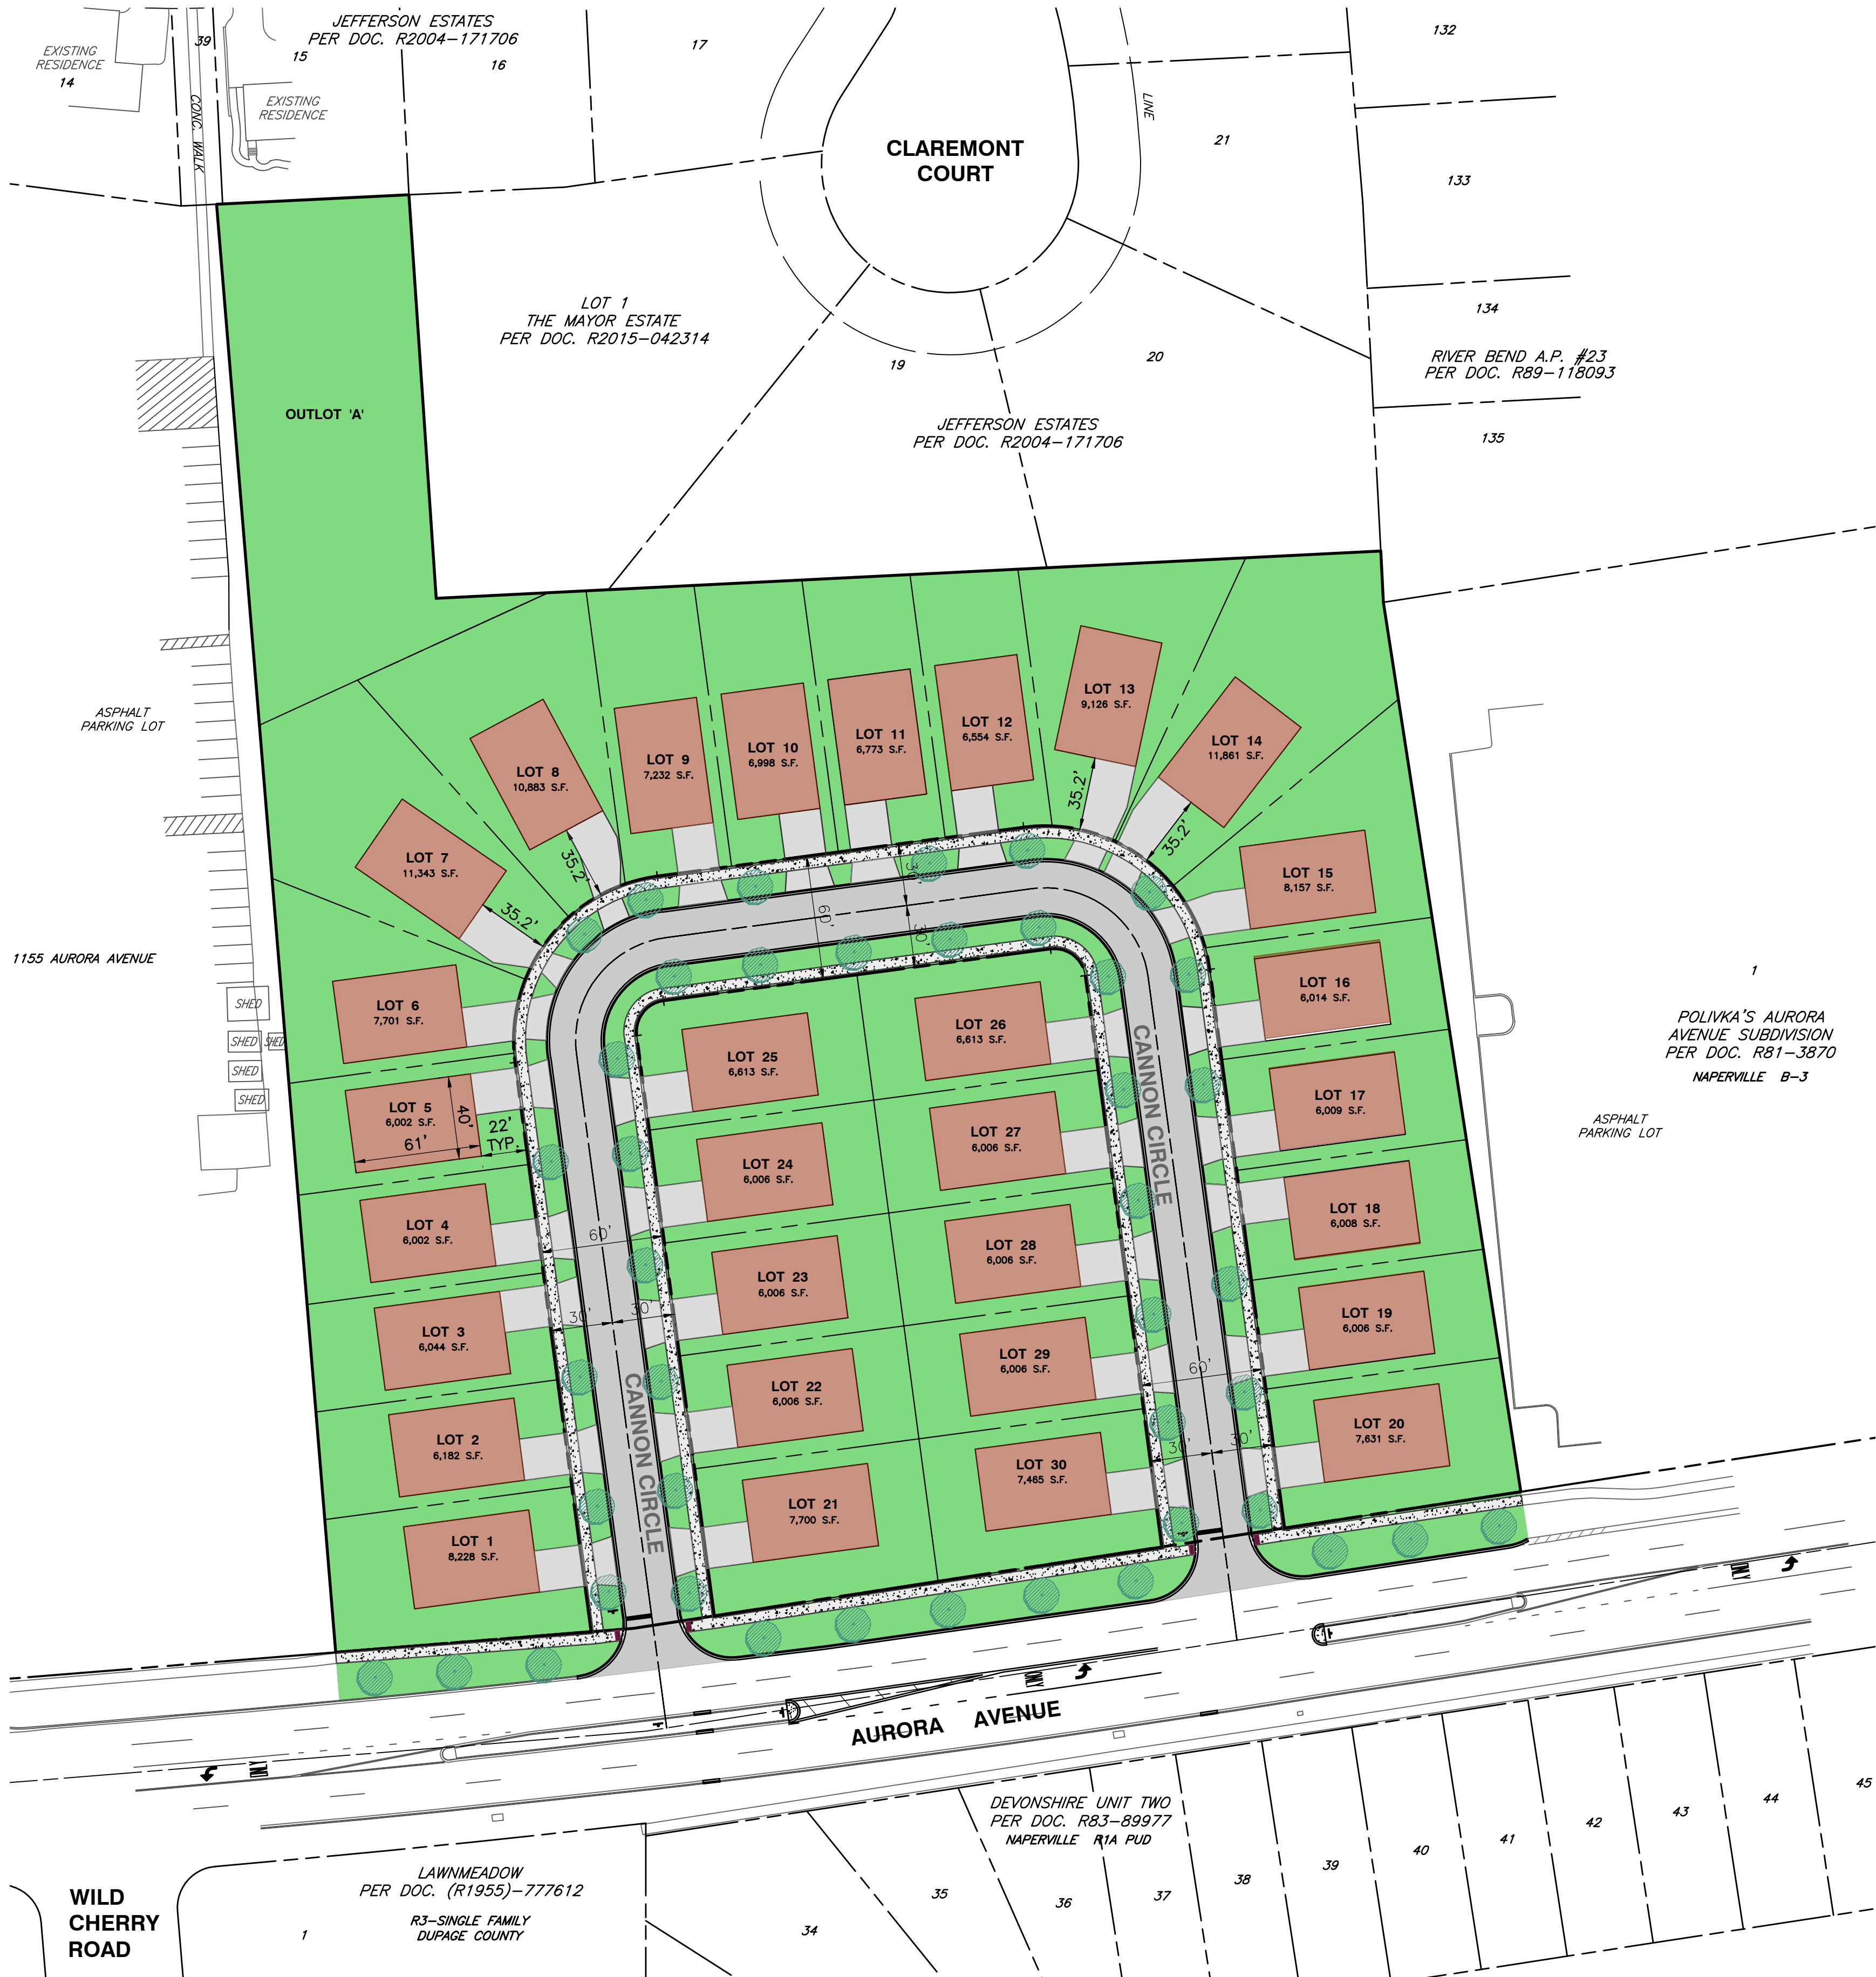 JEFFERSON ESTATES
PER DOC. R2004-171706
EXISTING
RESIDENCE
14
39
15
16
17
132
EXISTING
RESIDENCE
CONC. WALK
CLAREMONT
COURT
LINE
21
133
LOT 1
THE MAYOR ESTATE
PER DOC. R2015-042314
134
19
20
RIVER BEND A.P. #23
PER DOC. R89-118093
OUTLOT 'A'
JEFFERSON ESTATES
PER DOC. R2004-171706
135
ASPHALT
PARKING LOT
LOT 13
9,126 S.F.
LOT 12
6,554 S.F.
LOT 11
6,773 S.F.
LOT 14
11,861 S.F.
LOT 10
6,998 S.F.
LOT 9
7,232 S.F.
LOT 8
10,883 S.F.
35.2'
35.2'
35.2'
35.2'
LOT 7
11,343 S.F.
LOT 15
8,157 S.F.
30'
60'
30'
1155 AURORA AVENUE
1
LOT 6
7,701 S.F.
LOT 16
6,014 S.F.
SHED
SHED
SHED
SHED
SHED
POLIVKA'S AURORA
AVENUE SUBDIVISION
PER DOC. R81-3870
NAPERVILLE B-3
LOT 26
6,613 S.F.
LOT 25
6,613 S.F.
CANNON CIRCLE
LOT 17
6,009 S.F.
LOT 5
6,002 S.F.
40'
61'
22'
TYP.
ASPHALT
PARKING LOT
LOT 27
6,006 S.F.
LOT 24
6,006 S.F.
LOT 18
6,008 S.F.
LOT 4
6,002 S.F.
60'
LOT 28
6,006 S.F.
LOT 23
6,006 S.F.
30'
30'
LOT 19
6,006 S.F.
LOT 3
6,044 S.F.
LOT 29
6,006 S.F.
60'
LOT 22
6,006 S.F.
CANNON CIRCLE
LOT 20
7,631 S.F.
LOT 2
6,182 S.F.
30'
30'
LOT 30
7,465 S.F.
LOT 21
7,700 S.F.
LOT 1
8,228 S.F.
ONLY
ONLY
AURORA AVENUE
ONLY
DEVONSHIRE UNIT TWO
PER DOC. R83-89977
NAPERVILLE R1A PUD
45
44
43
42
41
40
39
38
37
36
35
34
LAWNMEADOW
PER DOC. (R1955)-777612
R3-SINGLE FAMILY
DUPAGE COUNTY
1
WILD
CHERRY
ROAD